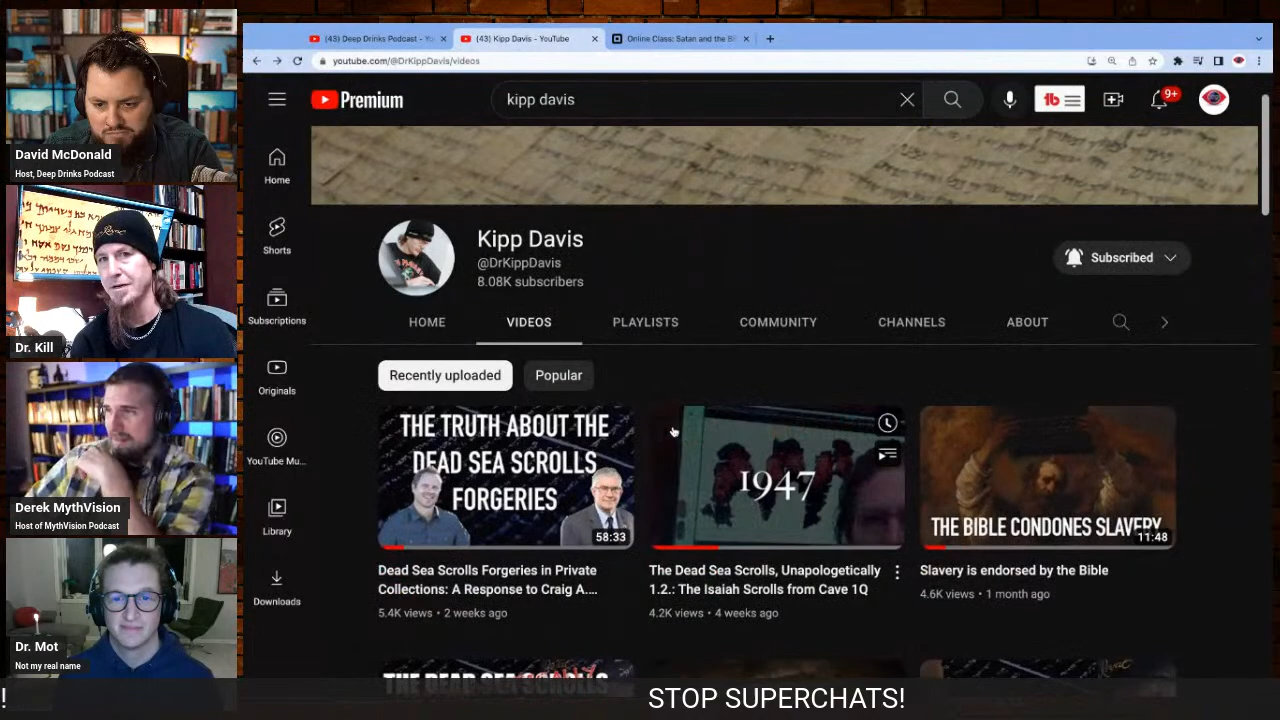 David McDonald
Host, Deep Drinks Podcast
Dr. Kill
Derek MythVision
Host of MythVision Podcast
Dr. Mot
Not my real name
(43) Deep Drinks Podcast - Yo
(43) Kipp Davis - YouTube
Online Class: Satan and the Bi
youtube.com/@DrKippDavis/videos
Premium
kipp davis
9+
Home
Shorts
Subscriptions
Originals
YouTube Mu...
Library
Downloads
Kipp Davis
@DrKippDavis
8.08K subscribers
Subscribed
HOME
VIDEOS
PLAYLISTS
COMMUNITY
CHANNELS
ABOUT
Recently uploaded
Popular
THE TRUTH ABOUT THE
DEAD SEA SCROLLS
FORGERIES
58:33
1947
THE BIBLE CONDONES SLAVERY
11:48
Dead Sea Scrolls Forgeries in Private
Collections: A Response to Craig A....
5.4K views • 2 weeks ago
The Dead Sea Scrolls, Unapologetically
1.2.: The Isaiah Scrolls from Cave 1Q
4.2K views • 4 weeks ago
Slavery is endorsed by the Bible
4.6K views • 1 month ago
THE DEAD SEA SCROLLS
! STOP SUPERCHATS!